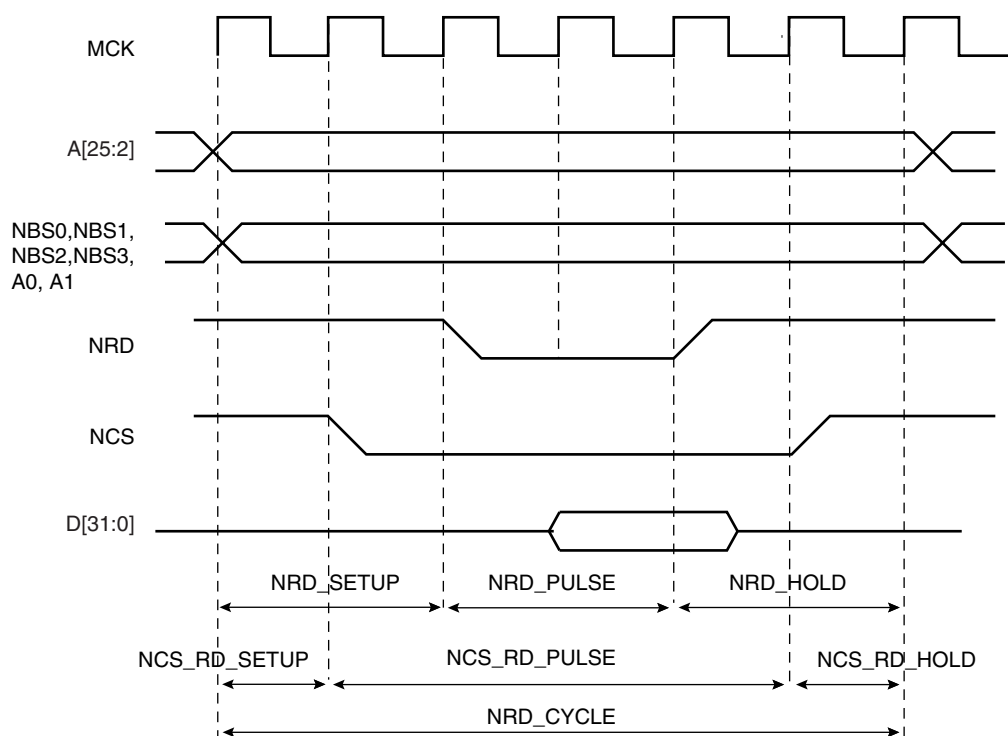 MCK
A[25:2]
NBS0,NBS1,
NBS2,NBS3,
A0, A1
NRD
NCS
D[31:0]
NRD_SETUP
NRD_PULSE
NRD_HOLD
NCS_RD_SETUP
NCS_RD_PULSE
NCS_RD_HOLD
NRD_CYCLE